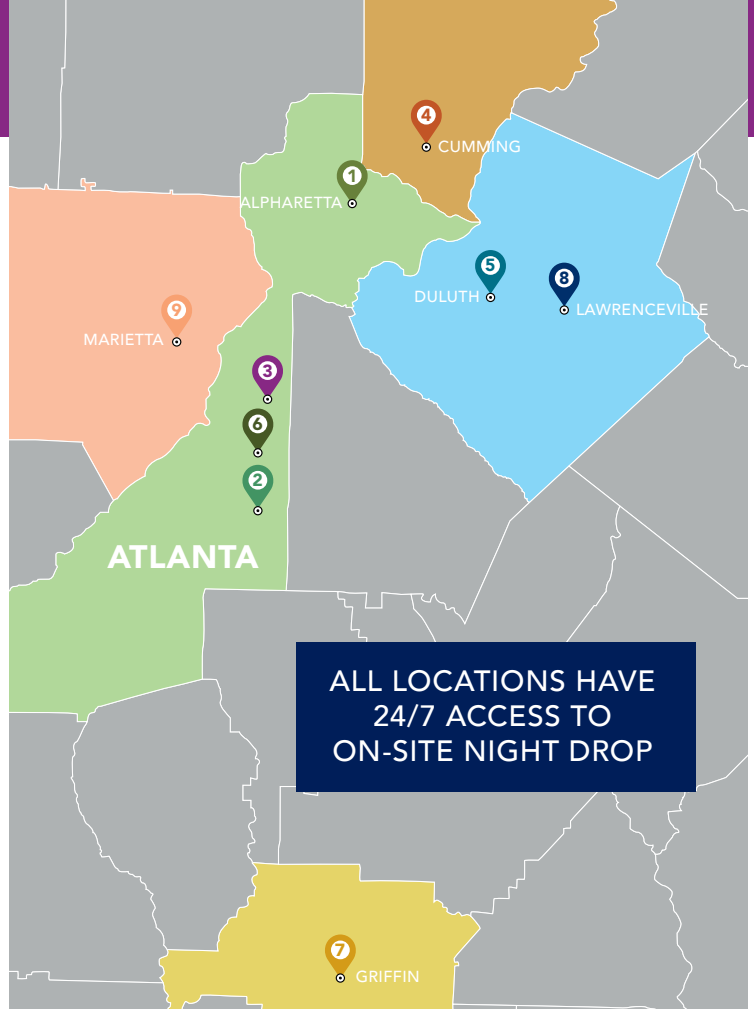 4
CUMMING
1
ALPHARETTA
5
DULUTH
8
LAWRENCEVILLE
9
MARIETTA
3
6
2
ATLANTA
ALL LOCATIONS HAVE
24/7 ACCESS TO
ON-SITE NIGHT DROP
7
GRIFFIN